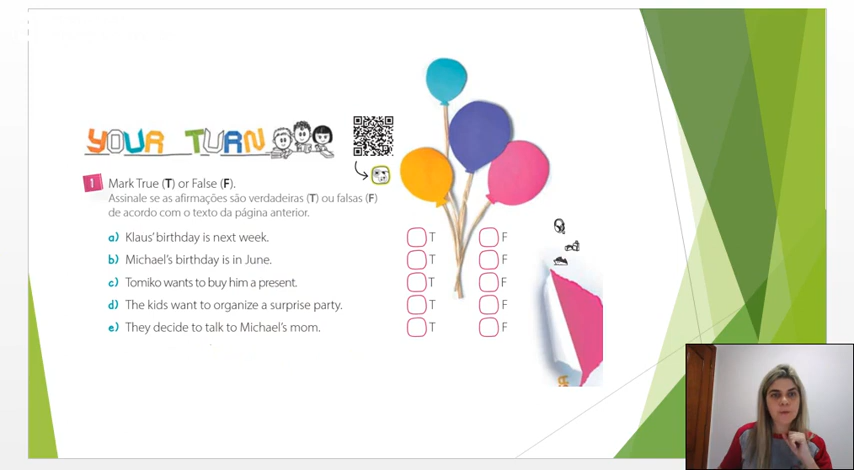 YOUR TURN
1 Mark True (T) or False (F).
Assinale se as afirmações são verdadeiras (T) ou falsas (F)
de acordo com o texto da página anterior.
a) Klaus' birthday is next week. T F
b) Michael's birthday is in June. T F
c) Tomiko wants to buy him a present. T F
d) The kids want to organize a surprise party. T F
e) They decide to talk to Michael's mom. T F